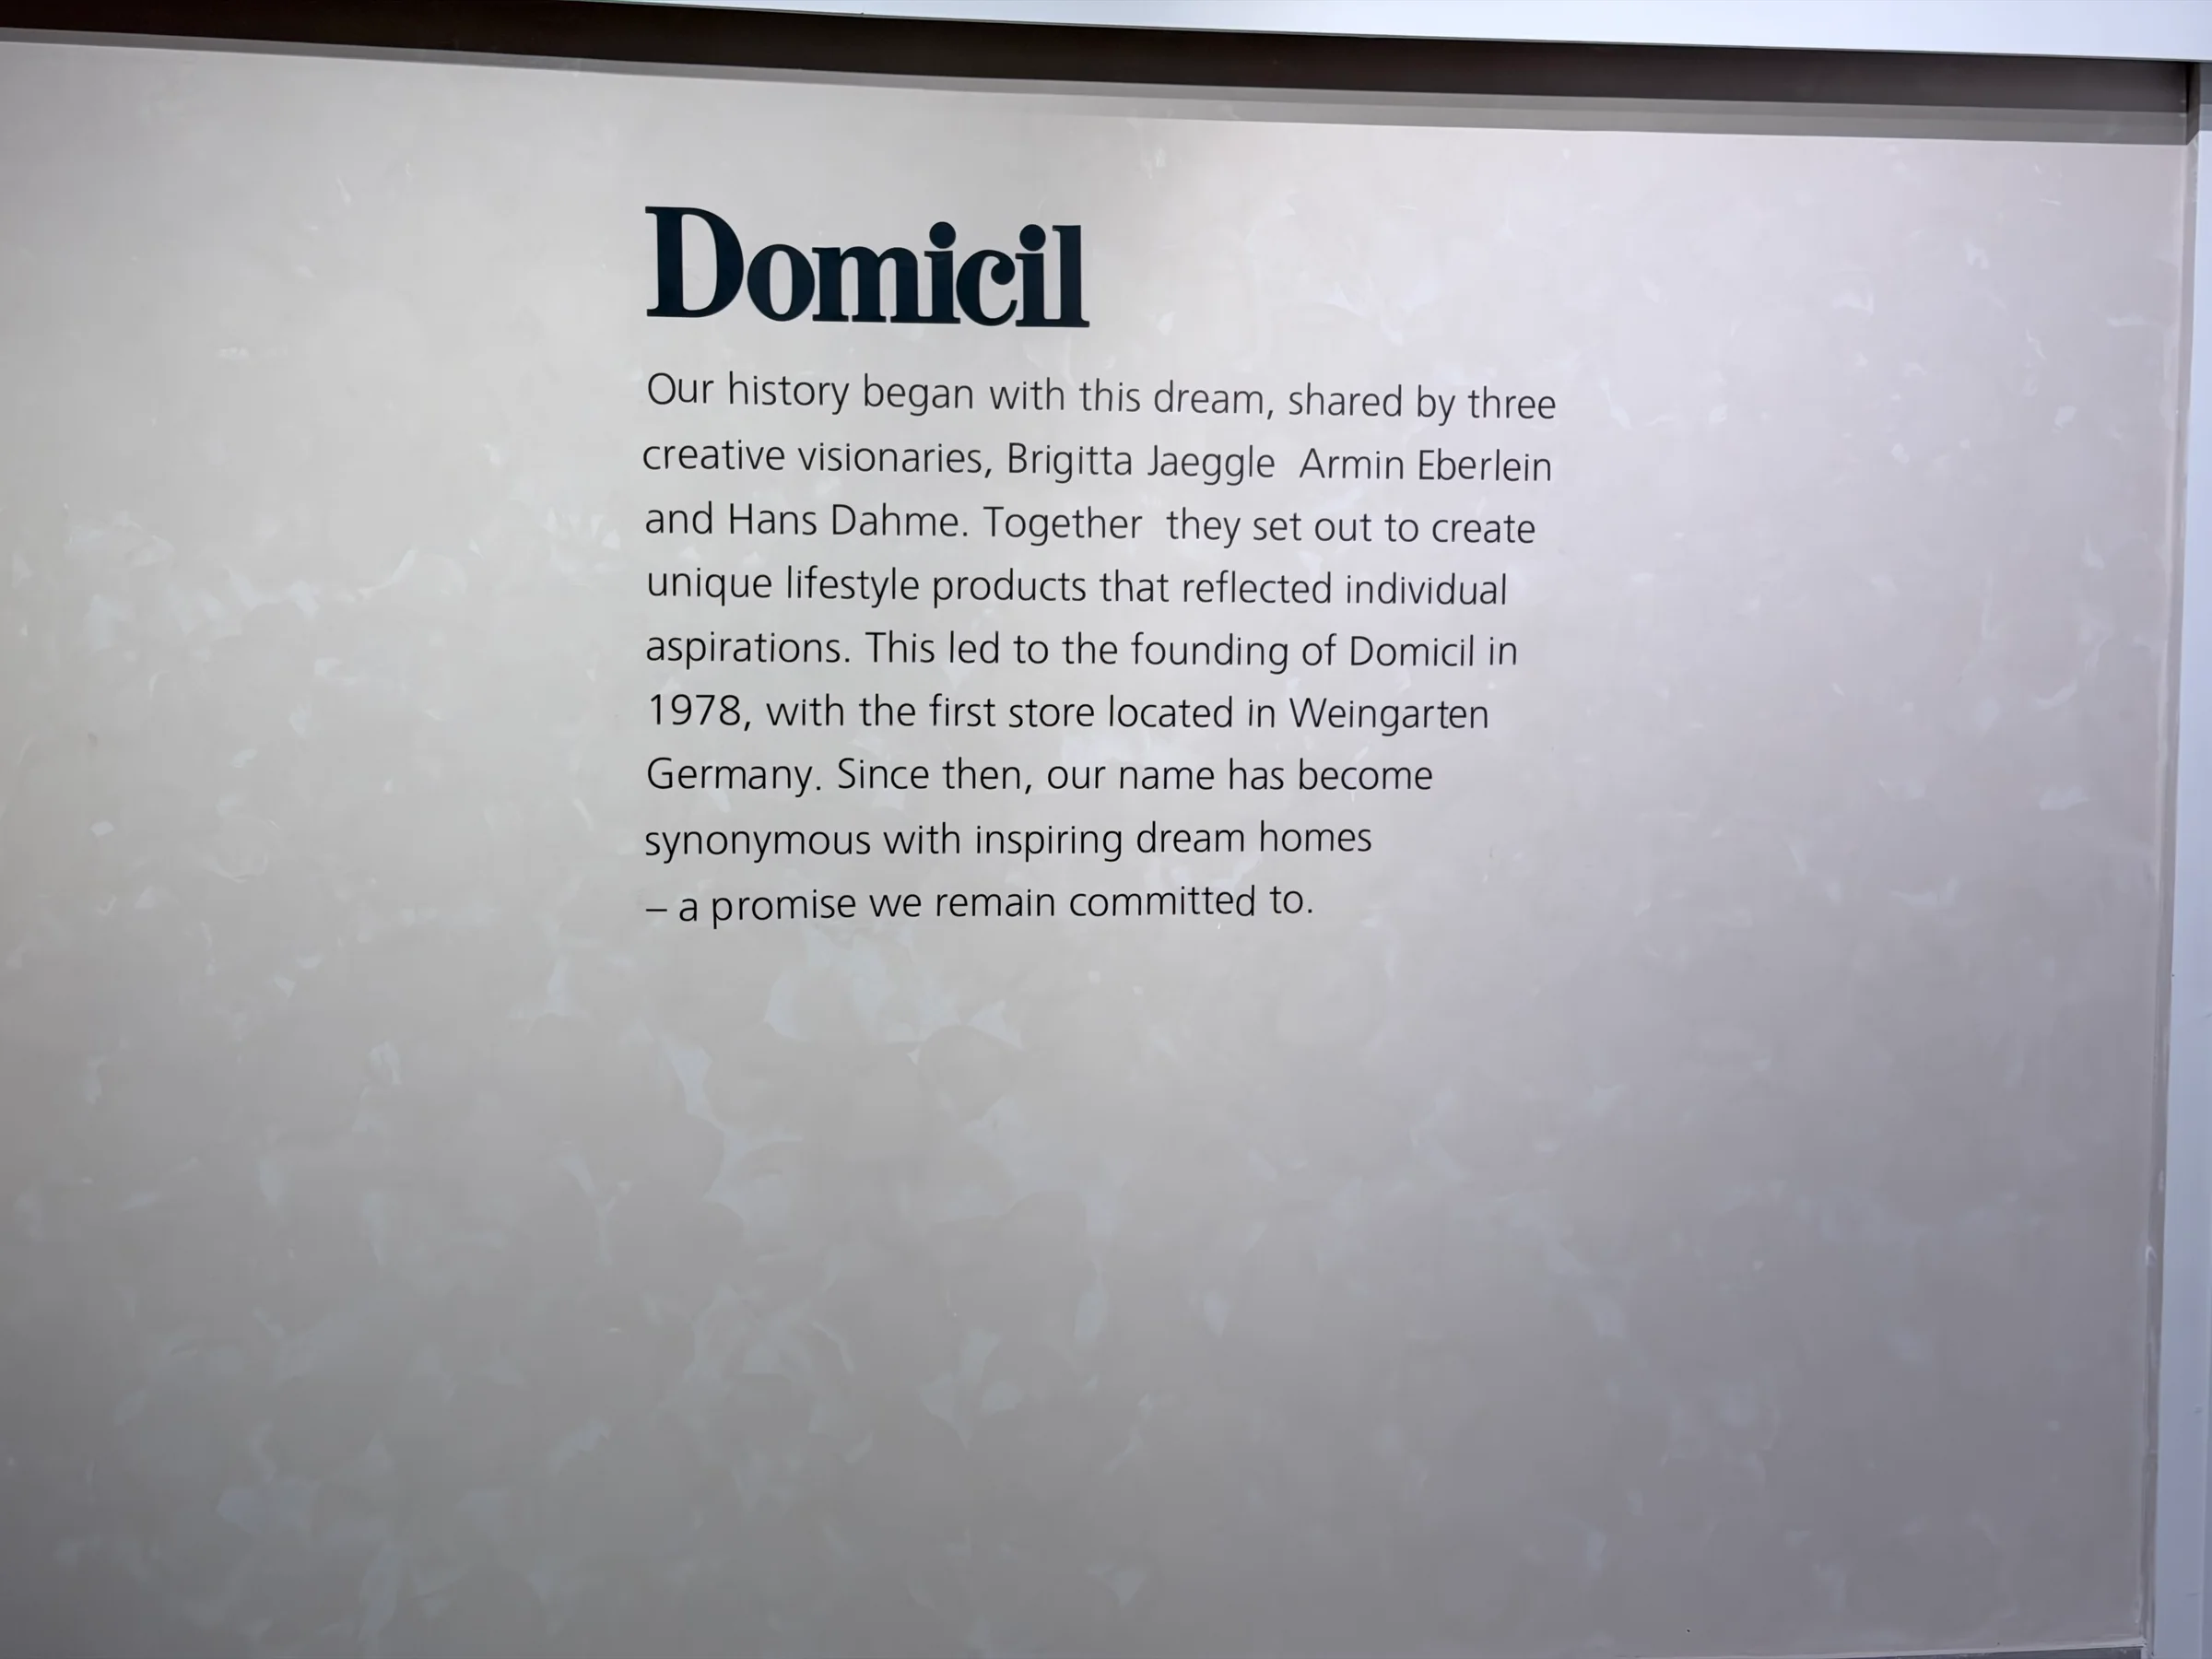 Domicil
Our history began with this dream, shared by three
creative visionaries, Brigitta Jaeggle  Armin Eberlein
and Hans Dahme. Together  they set out to create
unique lifestyle products that reflected individual
aspirations. This led to the founding of Domicil in
1978, with the first store located in Weingarten
Germany. Since then, our name has become
synonymous with inspiring dream homes
– a promise we remain committed to.